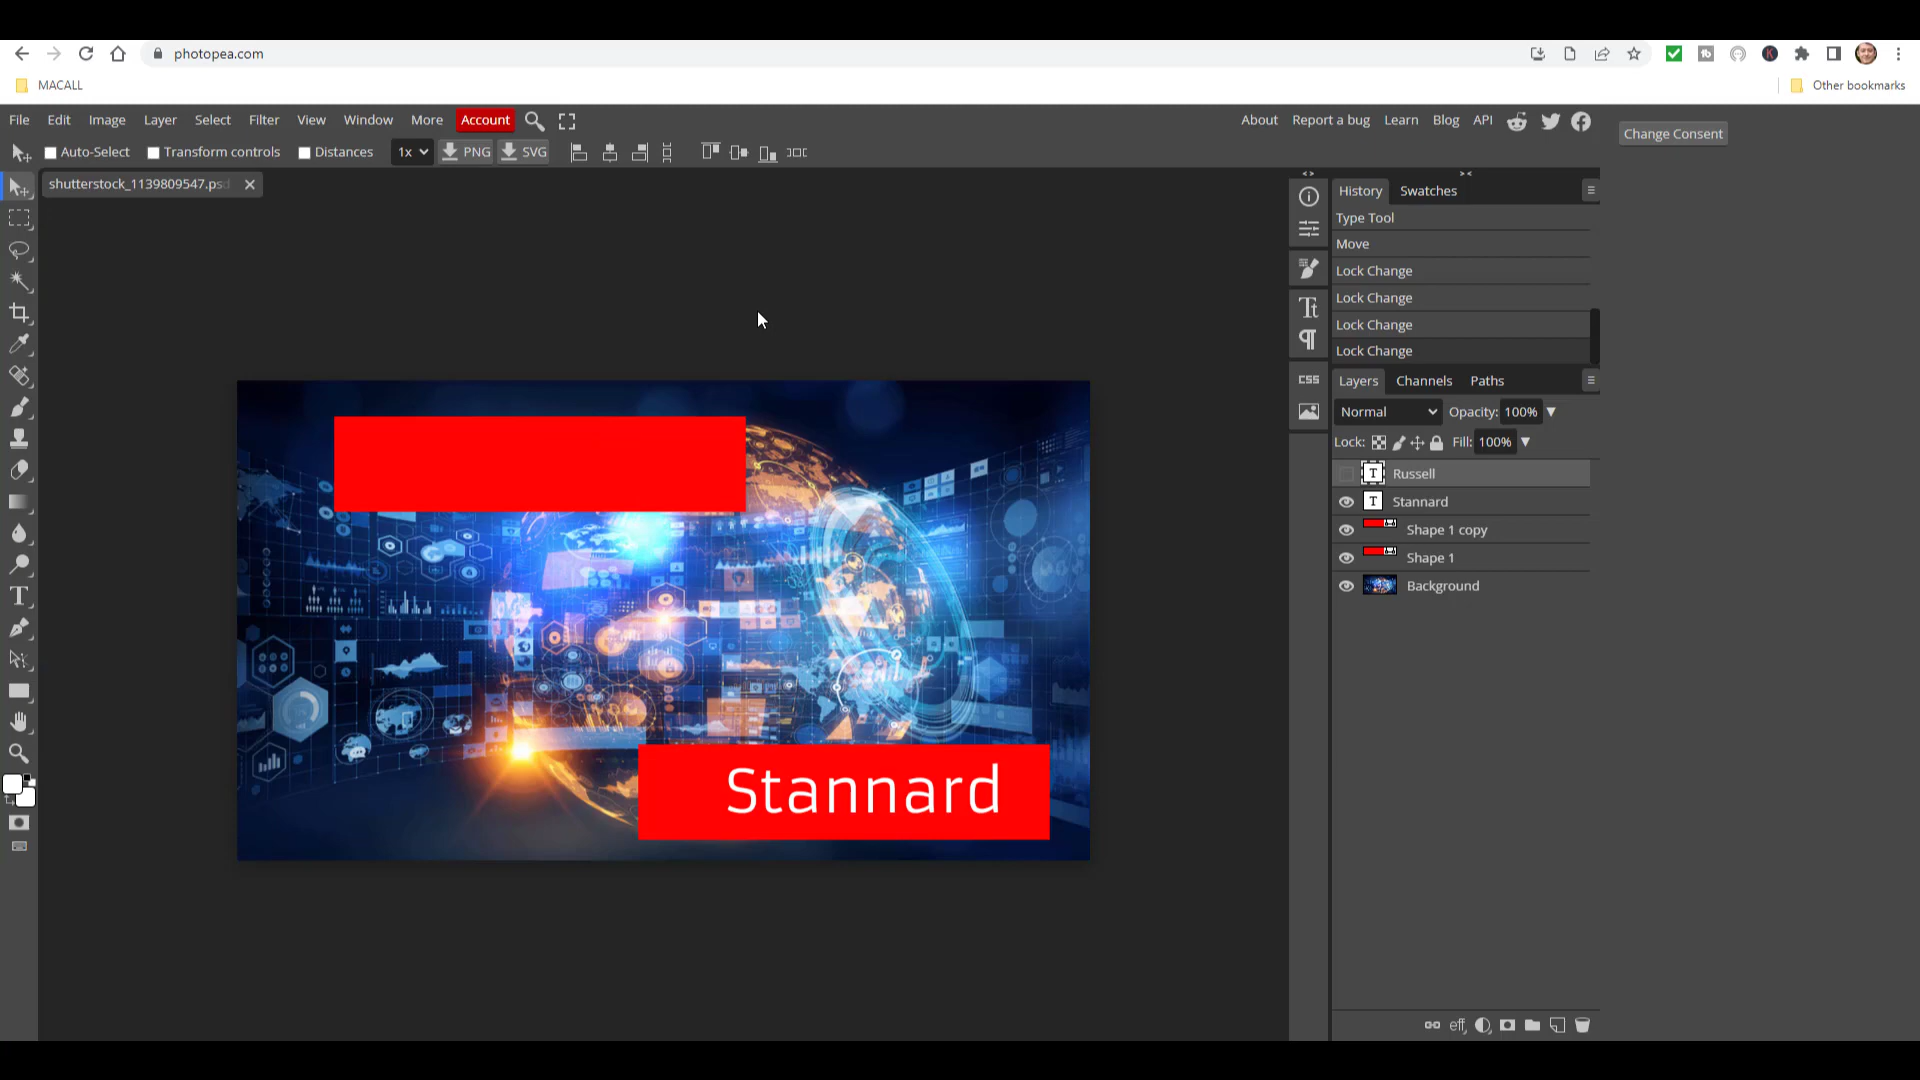 photopea.com
MACALL
Other bookmarks
File Edit Image Layer Select Filter View Window More Account
About Report a bug Learn Blog API
Change Consent
Auto-Select Transform controls Distances 1x PNG SVG
shutterstock_1139809547.psd
History Swatches
Type Tool
Move
Lock Change
Lock Change
Lock Change
Lock Change
CSS
Layers Channels Paths
Normal Opacity: 100%
Lock: Fill: 100%
T Russell
T Stannard
Shape 1 copy
Shape 1
Background
Stannard
eff